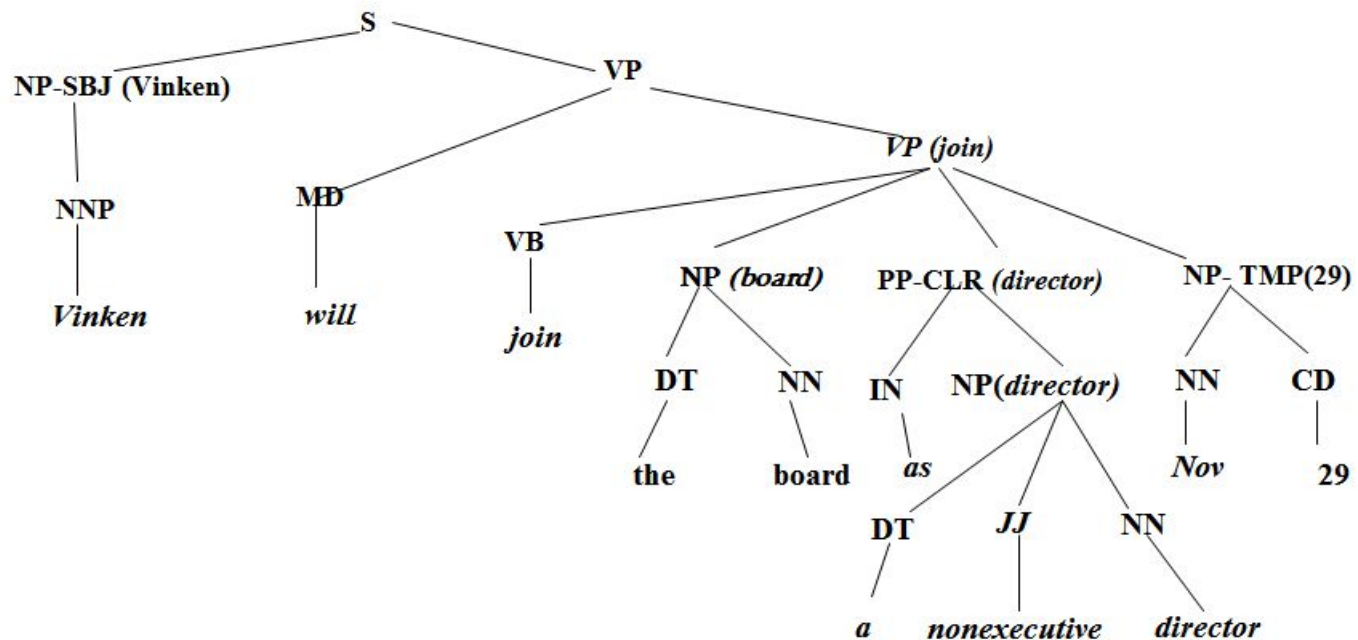 S
NP-SBJ (Vinken)
VP
VP (join)
NNP
MD
VB
NP (board)
PP-CLR (director)
NP- TMP(29)
Vinken
will
join
DT
NN
IN
NP(director)
NN
CD
the
board
as
Nov
29
DT
JJ
NN
a
nonexecutive
director